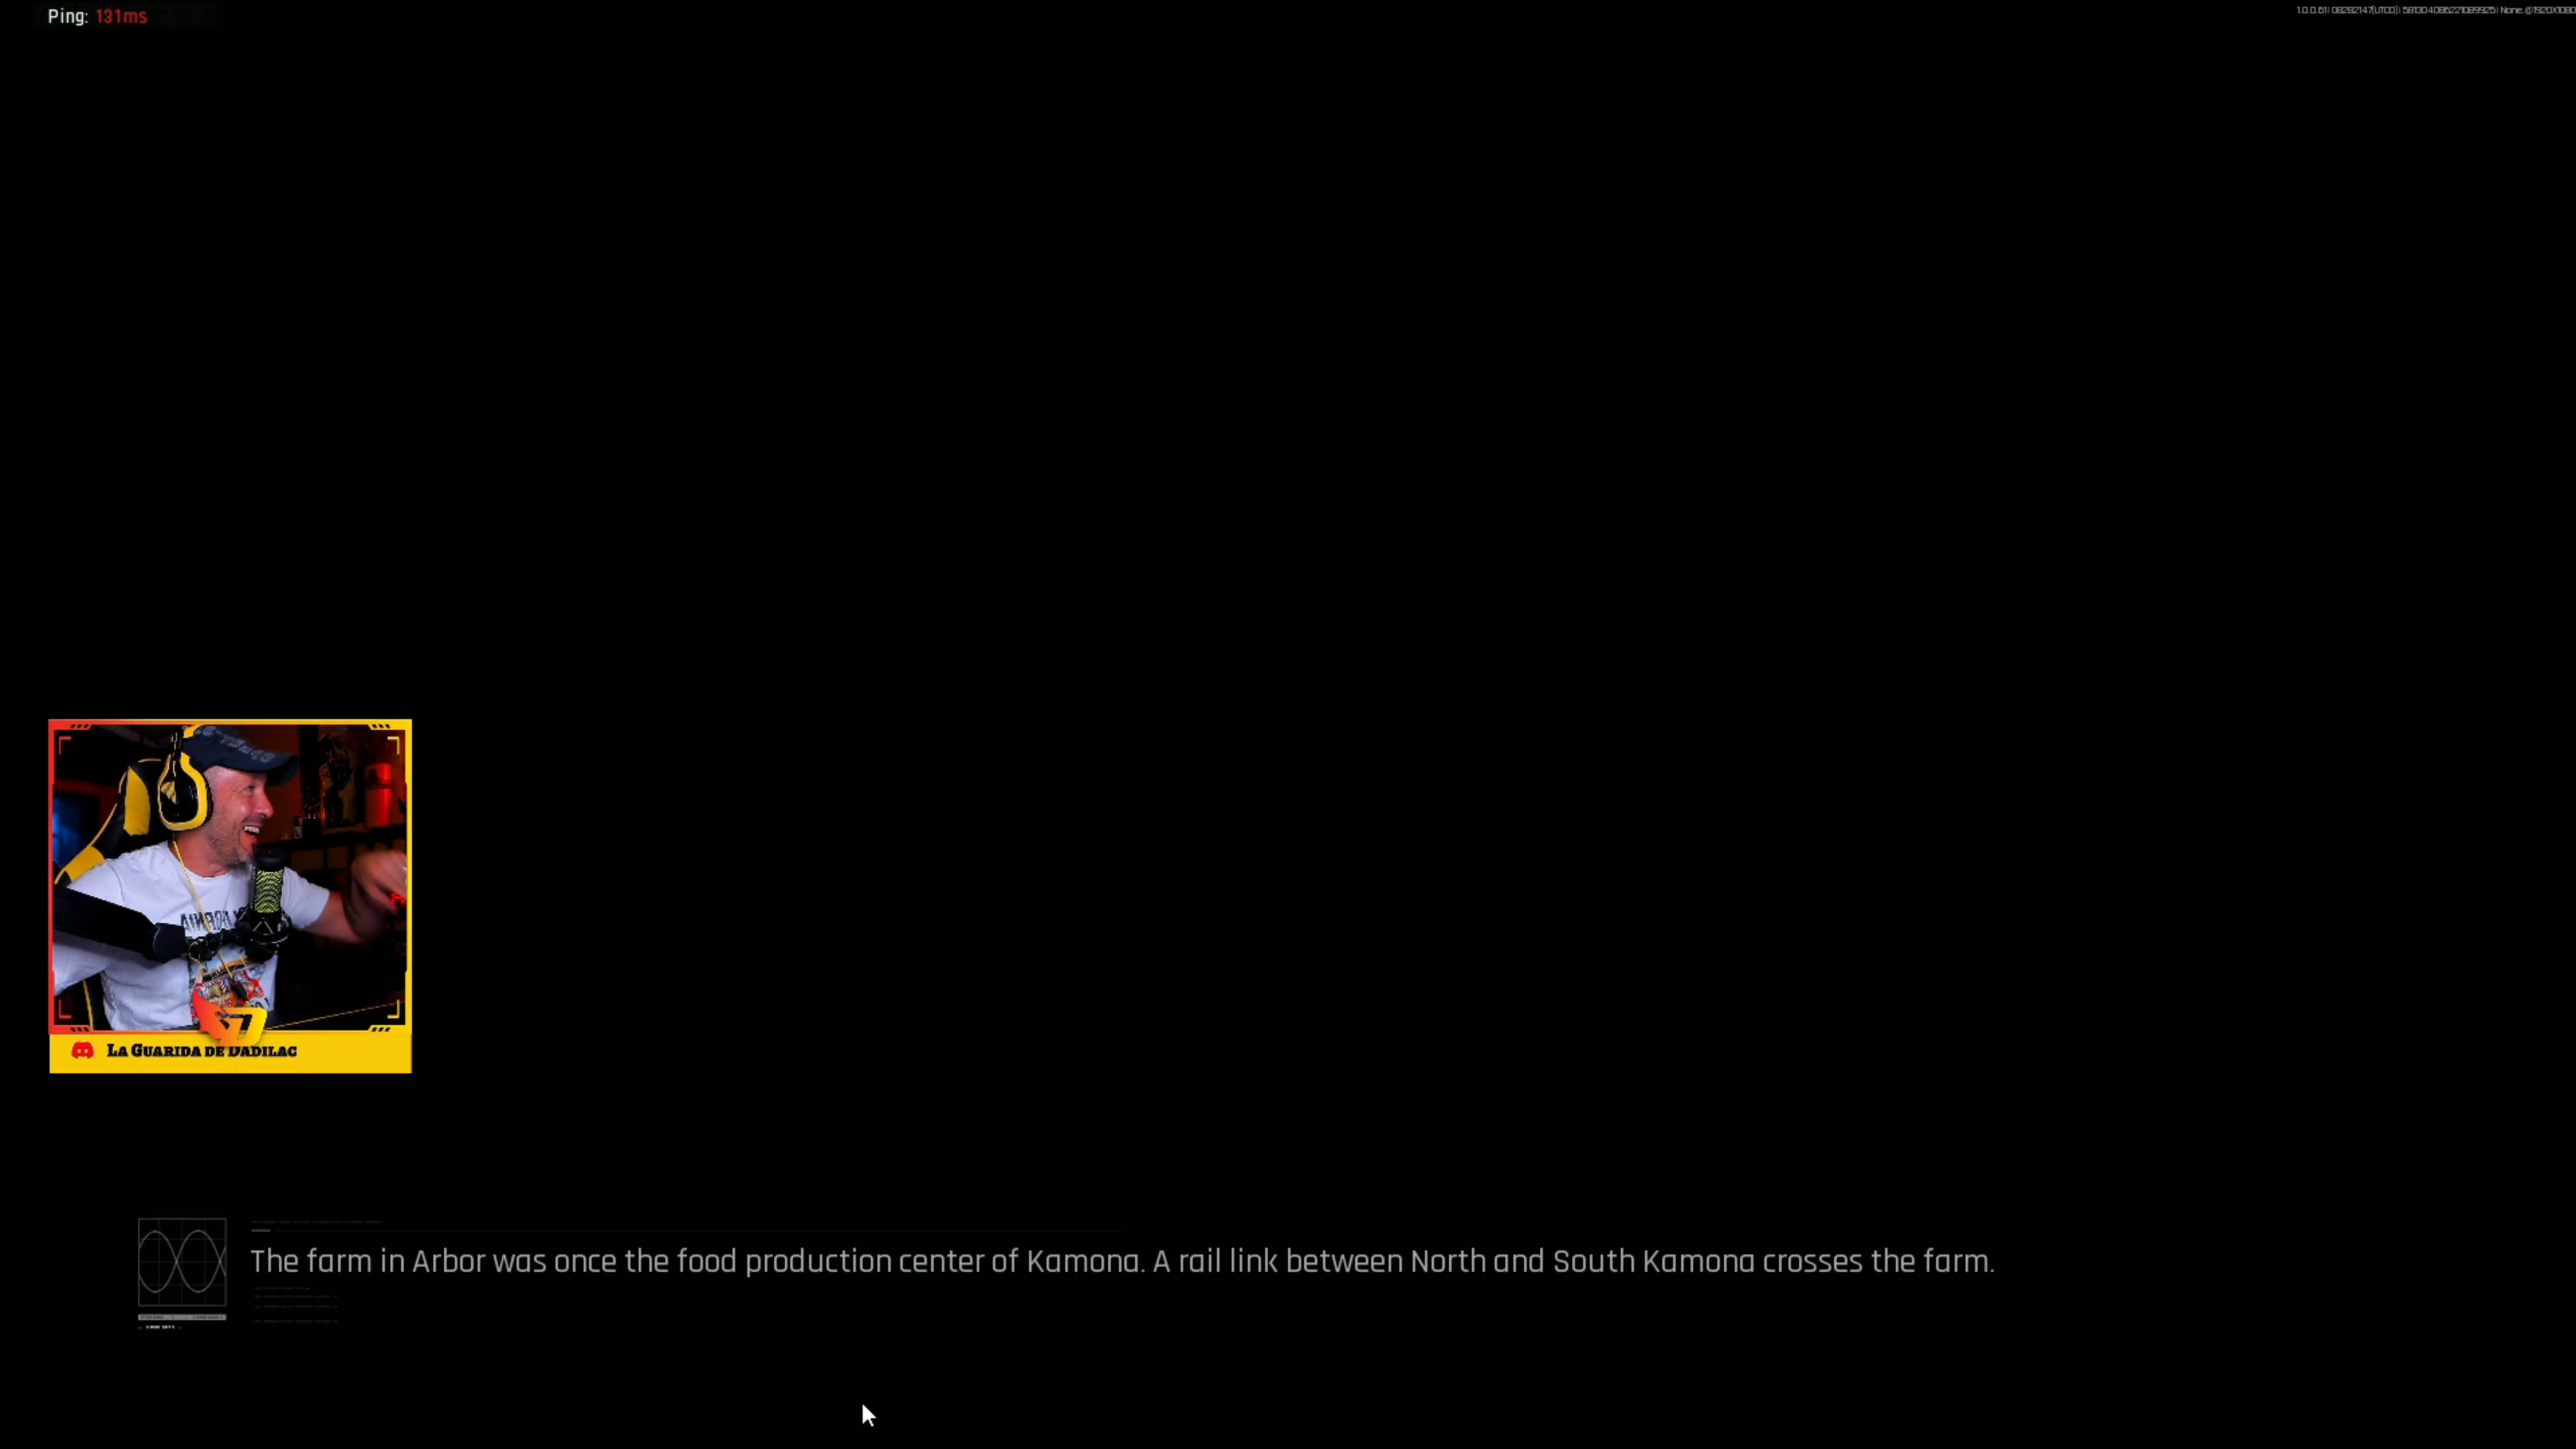 Ping: 131ms
La Guarida de Dadilac
The farm in Arbor was once the food production center of Kamona. A rail link between North and South Kamona crosses the farm.